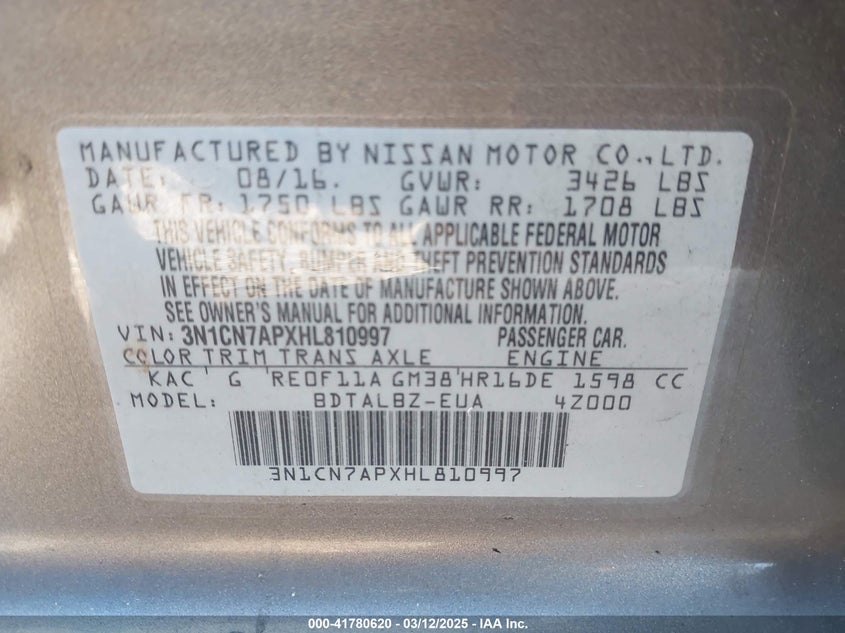 MANUFACTURED BY NISSAN MOTOR CO., LTD.
DATE: 08/16. GVWR: 3426 LBS
GAWR FR: 1750 LBS GAWR RR: 1708 LBS
THIS VEHICLE CONFORMS TO ALL APPLICABLE FEDERAL MOTOR
VEHICLE SAFETY, BUMPER AND THEFT PREVENTION STANDARDS
IN EFFECT ON THE DATE OF MANUFACTURE SHOWN ABOVE.
SEE OWNER'S MANUAL FOR ADDITIONAL INFORMATION.
VIN: 3N1CN7APXHL810997 PASSENGER CAR.
COLOR TRIM TRANS AXLE ENGINE
KAC G RE0F11A GM38 HR16DE 1598 CC
MODEL: BDTALBZ-EUA 4Z000
3N1CN7APXHL810997
000-41780620 - 03/12/2025 - IAA Inc.